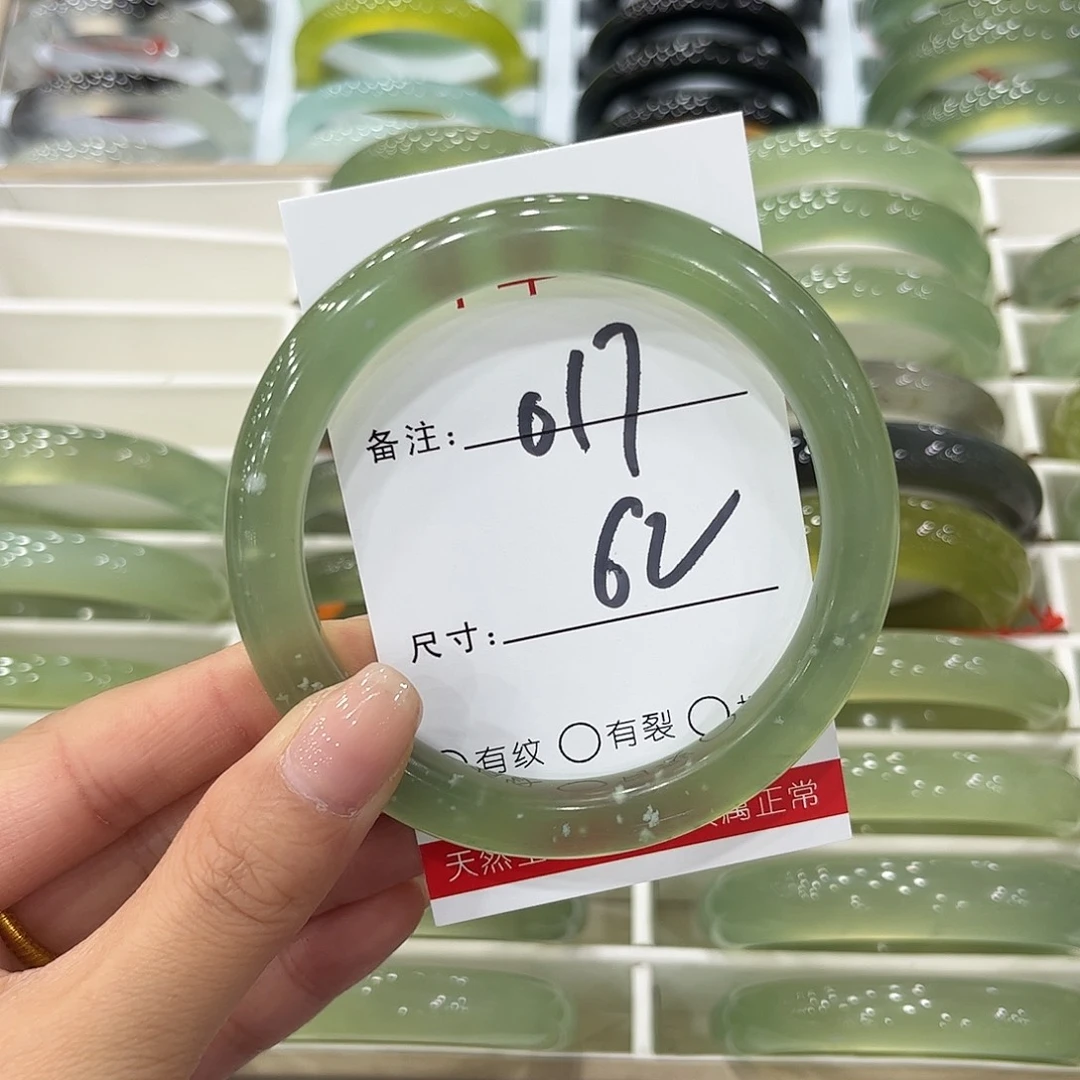 备注: 017
尺寸: 62
有纹 有裂
天然 属正常